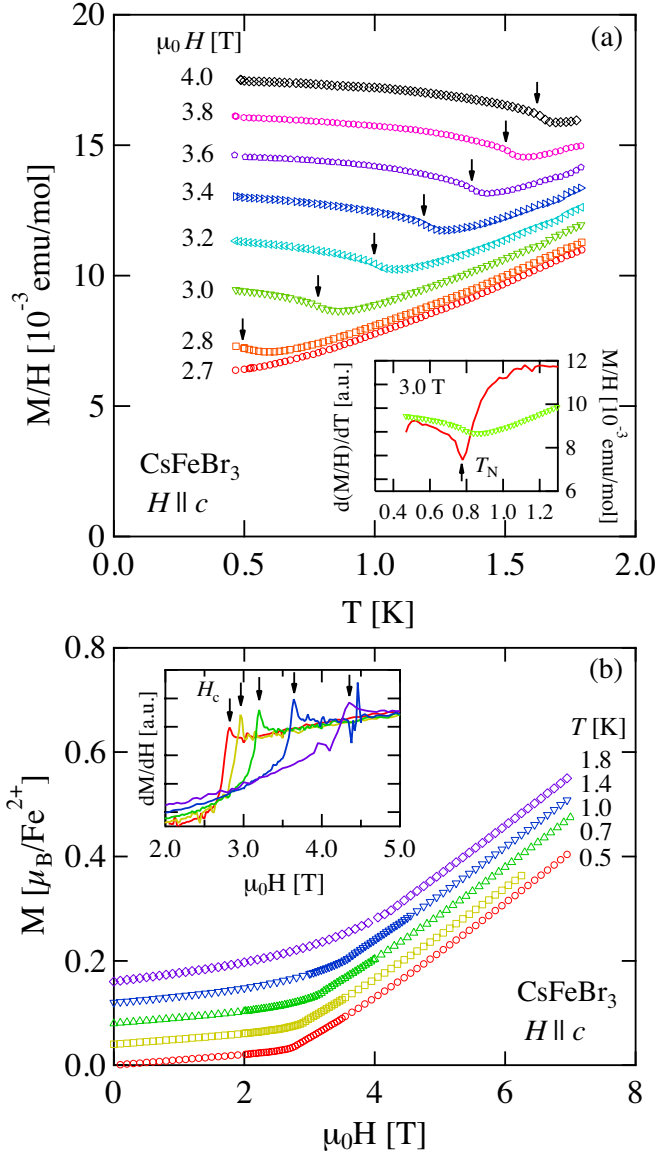 (a)
μ₀H [T]
4.0
3.8
3.6
3.4
3.2
3.0
2.8
2.7
20
15
10
5
0
M/H [10⁻³ emu/mol]
CsFeBr₃
H || c
3.0 T
T_N
d(M/H)/dT [a.u.]
12
10
8
6
M/H [10⁻³ emu/mol]
0.4 0.6 0.8 1.0 1.2
0.0 0.5 1.0 1.5 2.0
T [K]
(b)
0.8
0.6
0.4
0.2
0.0
M [μ_B/Fe²⁺]
H_c
dM/dH [a.u.]
2.0 3.0 4.0 5.0
μ₀H [T]
T [K]
1.8
1.4
1.0
0.7
0.5
CsFeBr₃
H || c
0 2 4 6 8
μ₀H [T]